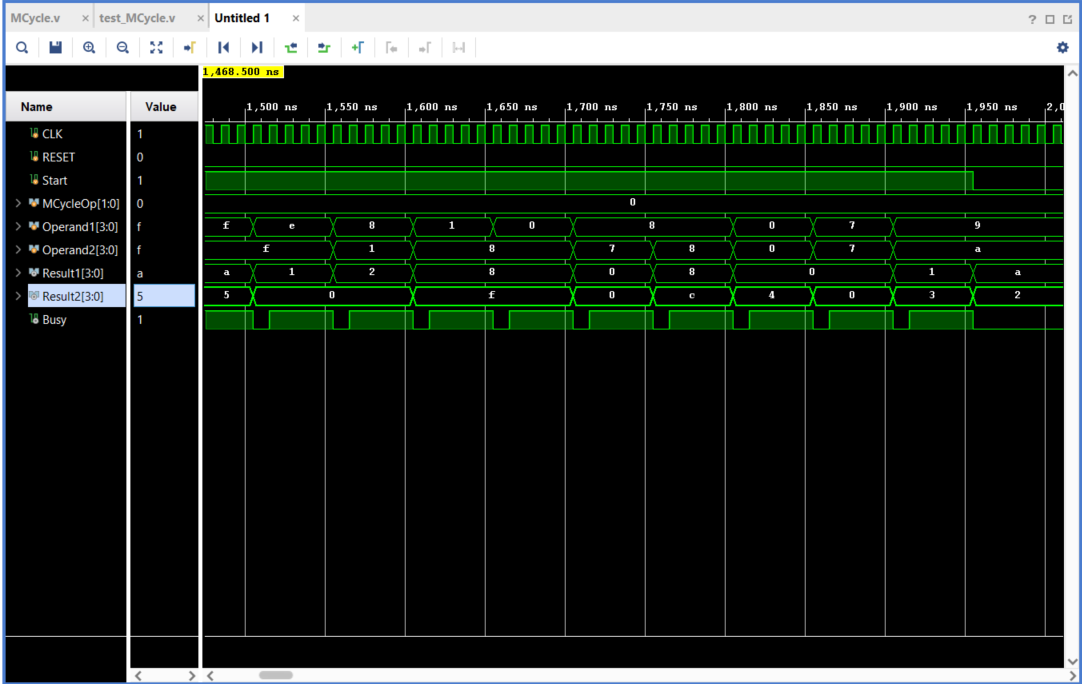 MCycle.v × test_MCycle.v × Untitled 1 × ?
1,468.500 ns
Name Value
1,500 ns 1,550 ns 1,600 ns 1,650 ns 1,700 ns 1,750 ns 1,800 ns 1,850 ns 1,900 ns 1,950 ns 2,0
CLK 1
RESET 0
Start 1
MCycleOp[1:0] 0 0
Operand1[3:0] f f e 8 1 0 8 0 7 9
Operand2[3:0] f f 1 8 7 8 0 7 a
Result1[3:0] a a 1 2 8 0 8 0 1 a
Result2[3:0] 5 5 0 f 0 c 4 0 3 2
Busy 1